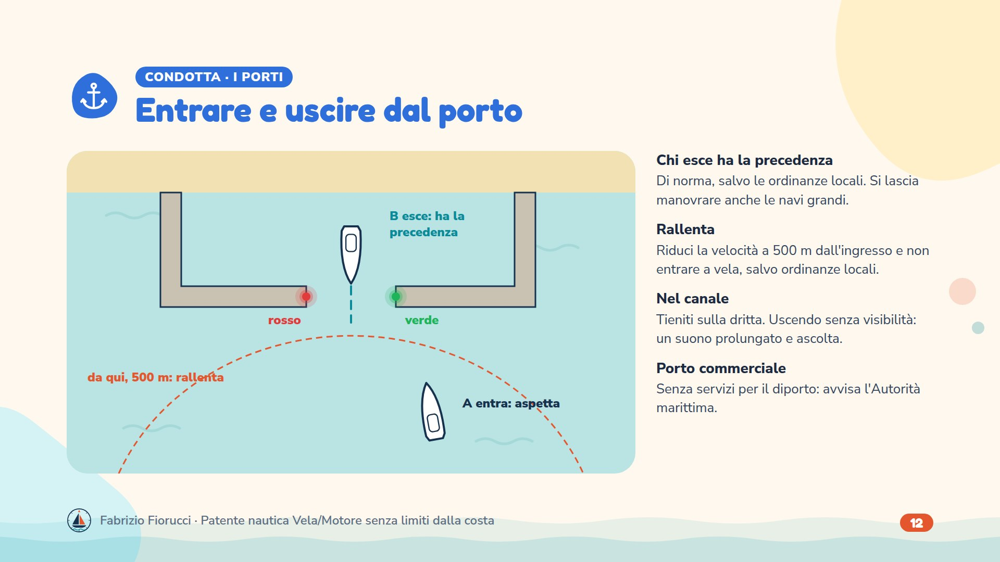 CONDOTTA · I PORTI
Entrare e uscire dal porto
B esce: ha la
precedenza
rosso
verde
da qui, 500 m: rallenta
A entra: aspetta
Chi esce ha la precedenza
Di norma, salvo le ordinanze locali. Si lascia
manovrare anche le navi grandi.
Rallenta
Riduci la velocità a 500 m dall'ingresso e non
entrare a vela, salvo ordinanze locali.
Nel canale
Tieniti sulla dritta. Uscendo senza visibilità:
un suono prolungato e ascolta.
Porto commerciale
Senza servizi per il diporto: avvisa l'Autorità
marittima.
Fabrizio Fiorucci · Patente nautica Vela/Motore senza limiti dalla costa
12